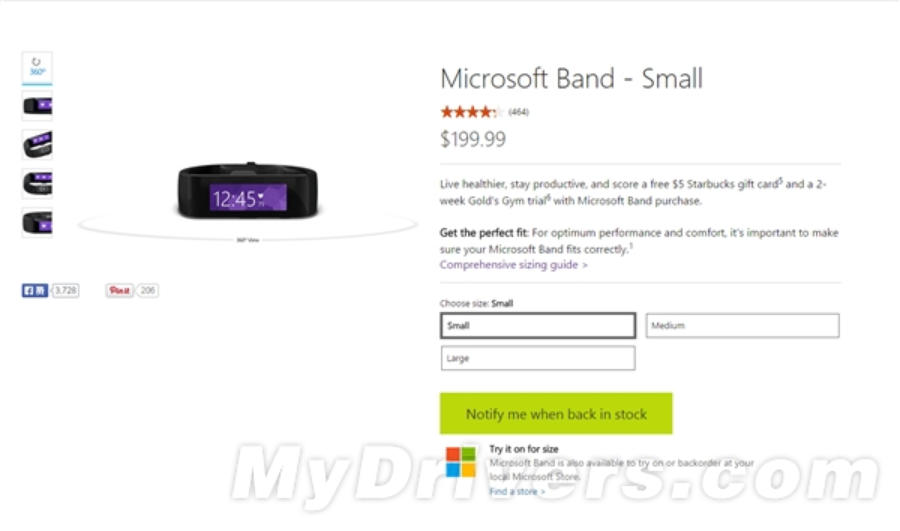 360°
12:45
360° View
3,728
Pin it
206
Microsoft Band - Small
(464)
$199.99
Live healthier, stay productive, and score a free $5 Starbucks gift card5 and a 2-
week Gold's Gym trial6 with Microsoft Band purchase.
Get the perfect fit: For optimum performance and comfort, it's important to make
sure your Microsoft Band fits correctly.1
Comprehensive sizing guide >
Choose size: Small
Small
Medium
Large
Notify me when back in stock
Try it on for size
Microsoft Band is also available to try on or backorder at your
local Microsoft Store.
Find a store >
MyDrivers.com